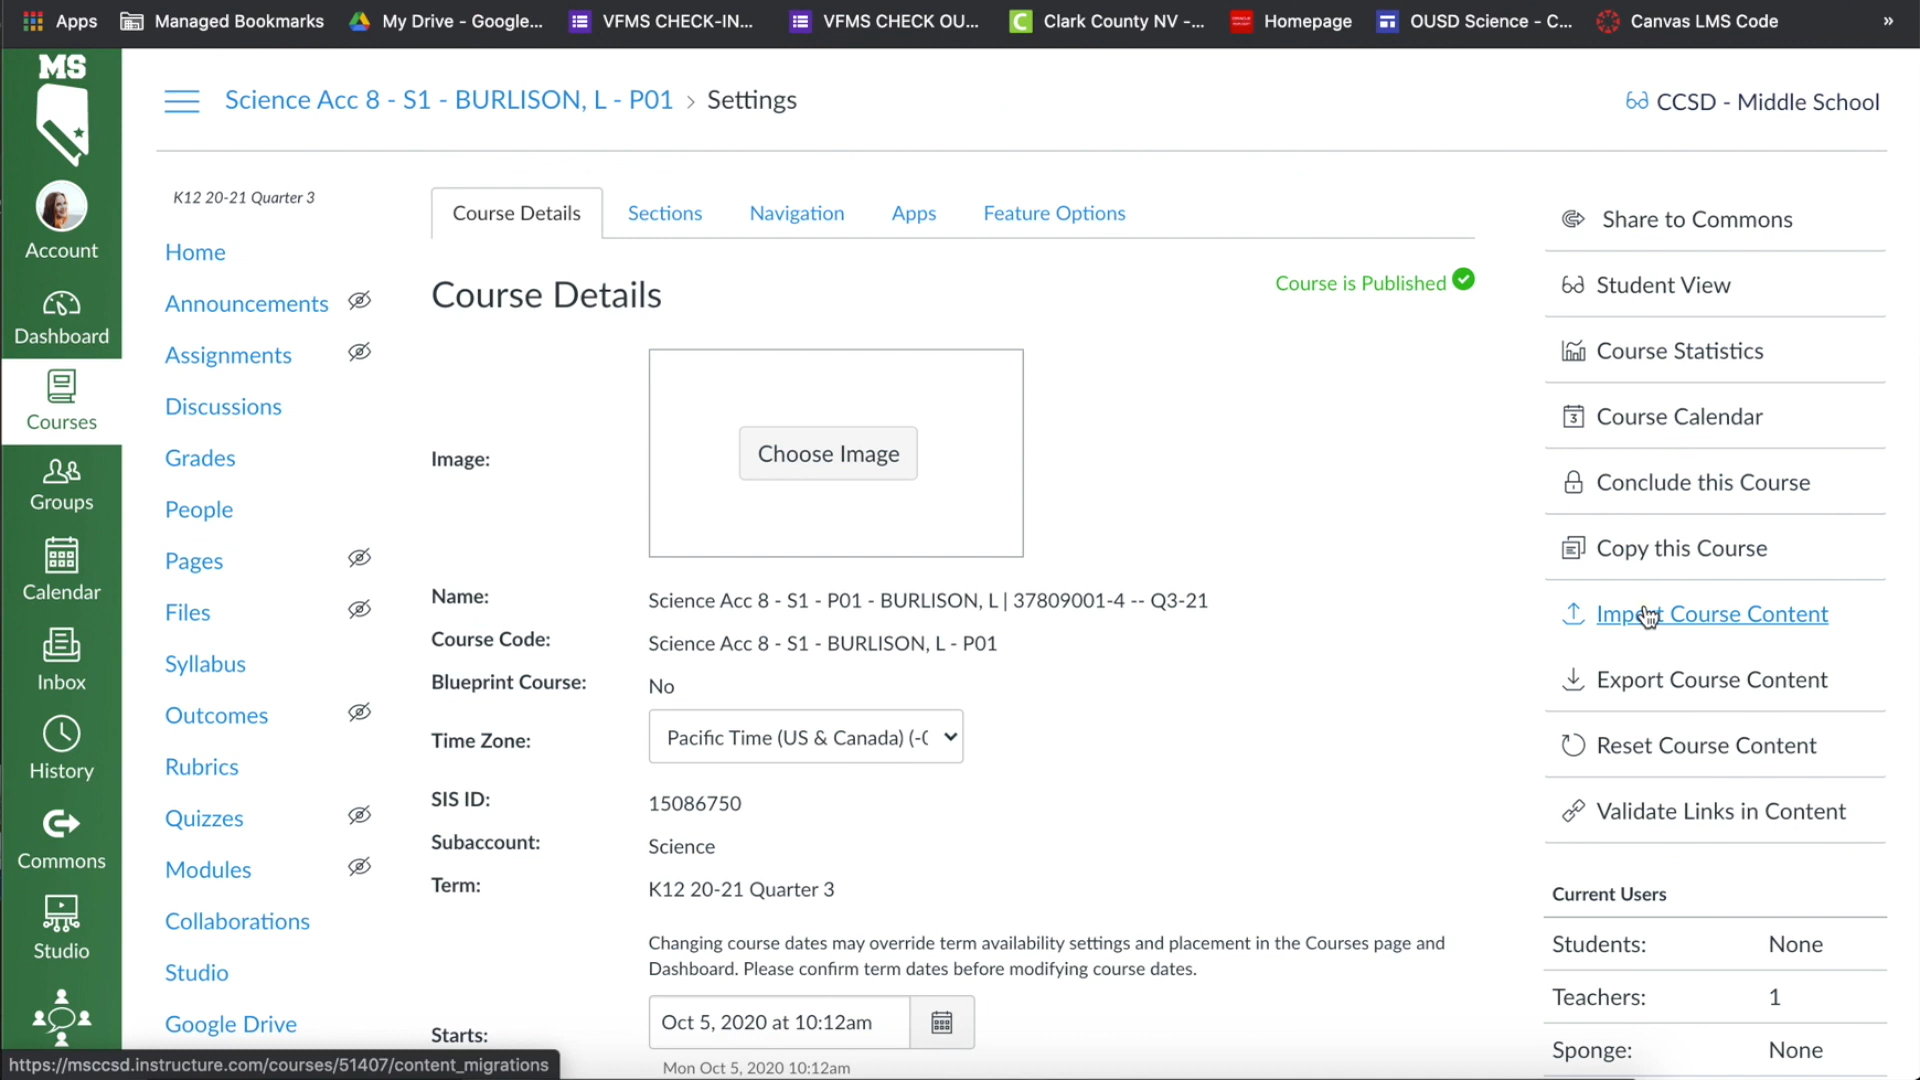 Apps
Managed Bookmarks
My Drive - Google...
VFMS CHECK-IN...
VFMS CHECK OU...
Clark County NV -...
Homepage
OUSD Science - C...
Canvas LMS Code
»
MS
Account
Dashboard
Courses
Groups
Calendar
Inbox
History
Commons
Studio
Science Acc 8 - S1 - BURLISON, L - P01 › Settings
CCSD - Middle School
K12 20-21 Quarter 3
Home
Announcements
Assignments
Discussions
Grades
People
Pages
Files
Syllabus
Outcomes
Rubrics
Quizzes
Modules
Collaborations
Studio
Google Drive
Course Details
Sections
Navigation
Apps
Feature Options
Course Details
Course is Published
Image:
Choose Image
Name:
Science Acc 8 - S1 - P01 - BURLISON, L | 37809001-4 -- Q3-21
Course Code:
Science Acc 8 - S1 - BURLISON, L - P01
Blueprint Course:
No
Time Zone:
Pacific Time (US & Canada) (-0
SIS ID:
15086750
Subaccount:
Science
Term:
K12 20-21 Quarter 3
Changing course dates may override term availability settings and placement in the Courses page and
Dashboard. Please confirm term dates before modifying course dates.
Starts:
Oct 5, 2020 at 10:12am
Mon Oct 5, 2020 10:12am
Share to Commons
Student View
Course Statistics
3
Course Calendar
Conclude this Course
Copy this Course
Import Course Content
Export Course Content
Reset Course Content
Validate Links in Content
Current Users
Students: None
Teachers: 1
Sponge: None
https://msccsd.instructure.com/courses/51407/content_migrations